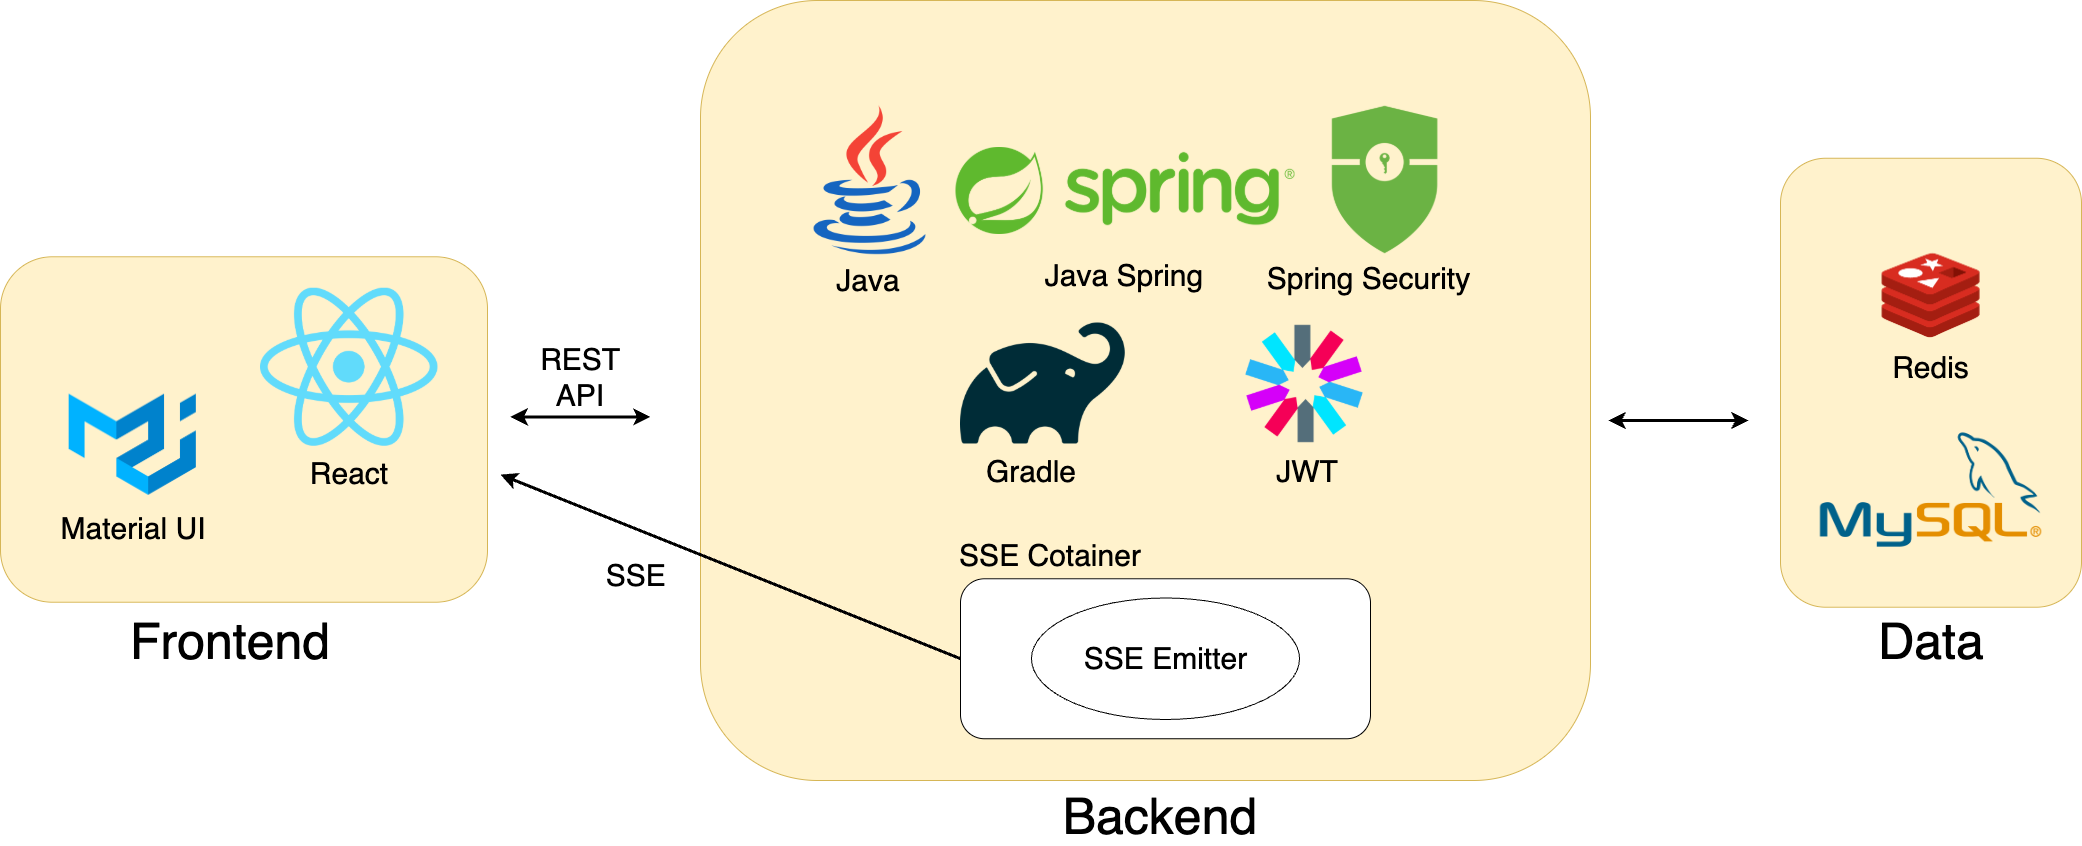 Material UI
React
Frontend
REST
API
SSE
spring®
Java
Java Spring
Spring Security
Gradle
JWT
SSE Cotainer
SSE Emitter
Backend
Redis
MySQL®
Data